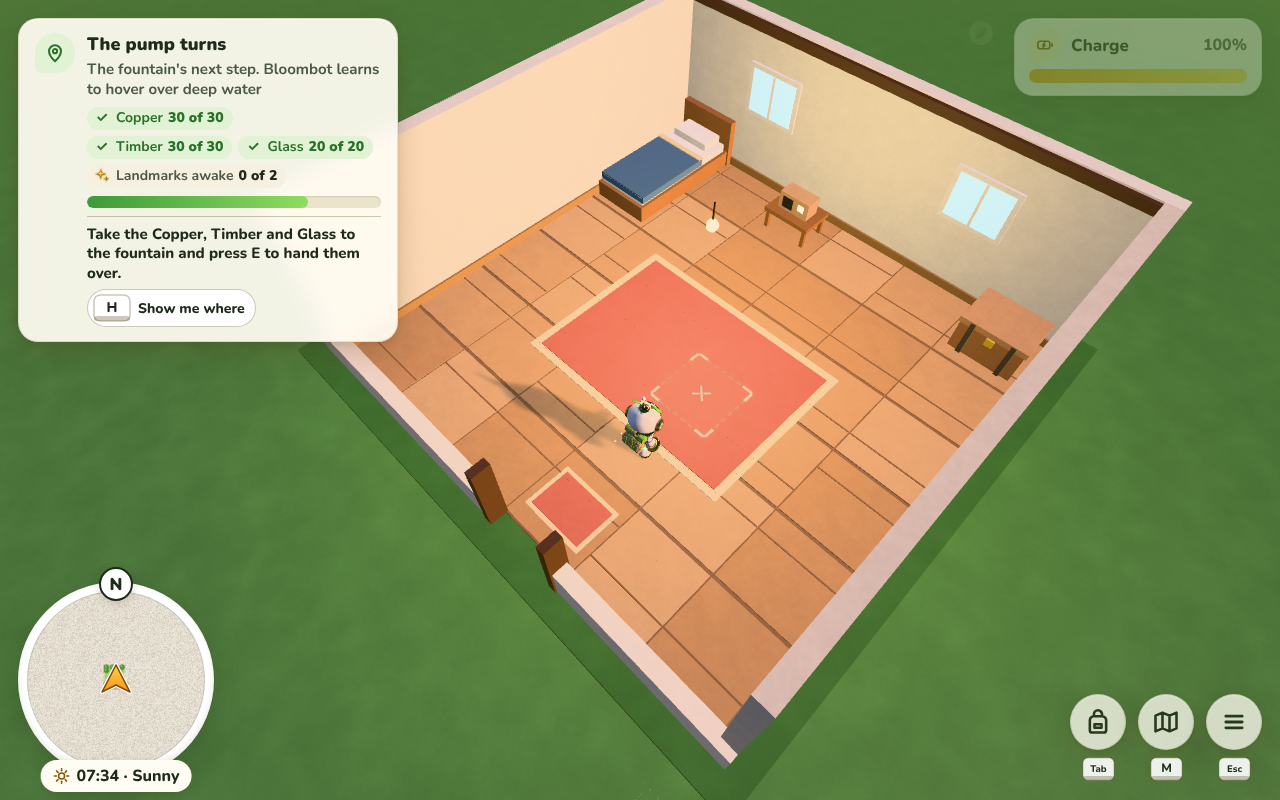 The pump turns
The fountain's next step. Bloombot learns
to hover over deep water
Copper 30 of 30
Timber 30 of 30 Glass 20 of 20
Landmarks awake 0 of 2
Take the Copper, Timber and Glass to
the fountain and press E to hand them
over.
H Show me where
Charge 100%
N
07:34 · Sunny
Tab M Esc